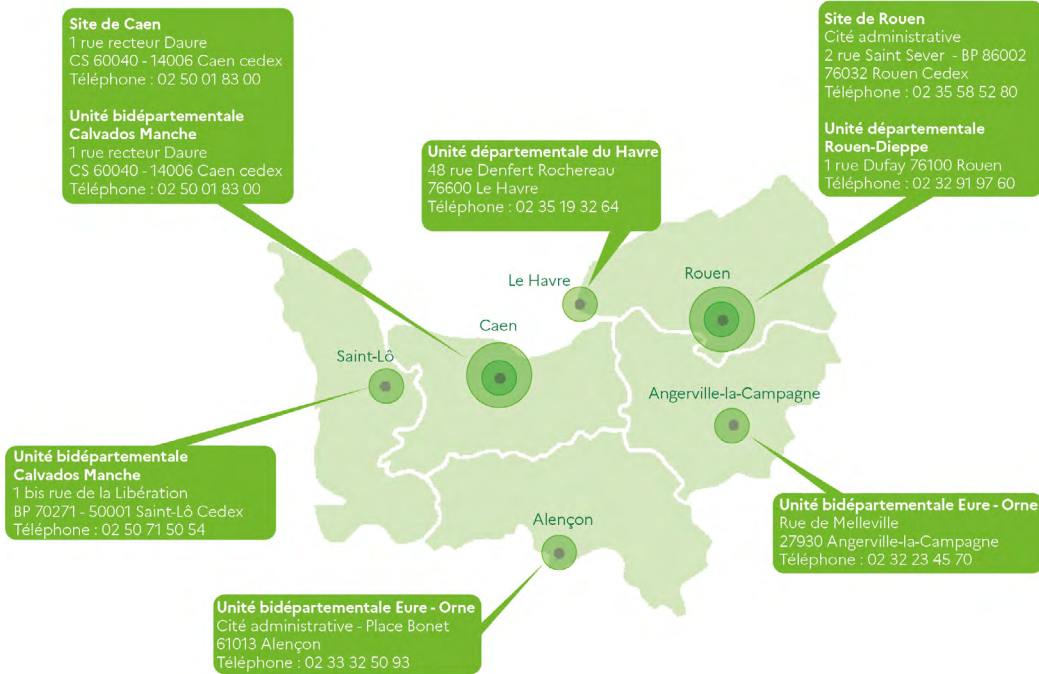 Site de Caen
1 rue recteur Daure
CS 60040 - 14006 Caen cedex
Téléphone : 02 50 01 83 00
Unité bidépartementale
Calvados Manche
1 rue recteur Daure
CS 60040 - 14006 Caen cedex
Téléphone : 02 50 01 83 00
Unité départementale du Havre
48 rue Denfert Rochereau
76600 Le Havre
Téléphone : 02 35 19 32 64
Site de Rouen
Cité administrative
2 rue Saint Sever - BP 86002
76032 Rouen Cedex
Téléphone : 02 35 58 52 80
Unité départementale
Rouen-Dieppe
1 rue Dufay 76100 Rouen
Téléphone : 02 32 91 97 60
Le Havre
Rouen
Caen
Saint-Lô
Angerville-la-Campagne
Alençon
Unité bidépartementale
Calvados Manche
1 bis rue de la Libération
BP 70271 - 50001 Saint-Lô Cedex
Téléphone : 02 50 71 50 54
Unité bidépartementale Eure - Orne
Rue de Melleville
27930 Angerville-la-Campagne
Téléphone : 02 32 23 45 70
Unité bidépartementale Eure - Orne
Cité administrative - Place Bonet
61013 Alençon
Téléphone : 02 33 32 50 93